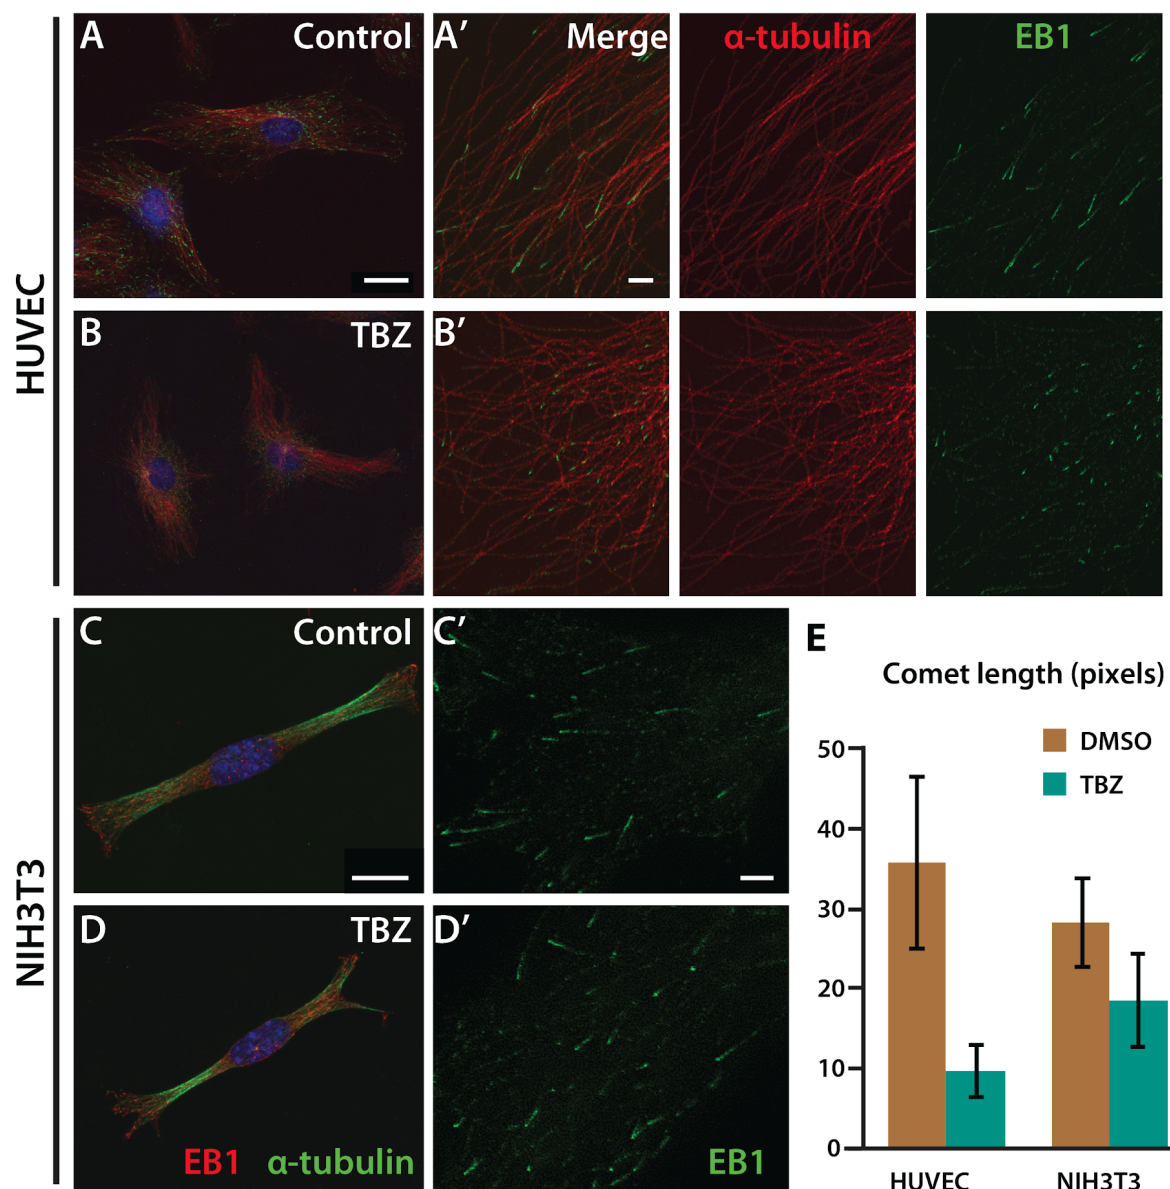 HUVEC
A
Control
A′
Merge
α-tubulin
EB1
B
TBZ
B′
NIH3T3
C
Control
C′
D
TBZ
EB1 α-tubulin
D′
EB1
E
Comet length (pixels)
DMSO
TBZ
50
40
30
20
10
0
HUVEC NIH3T3